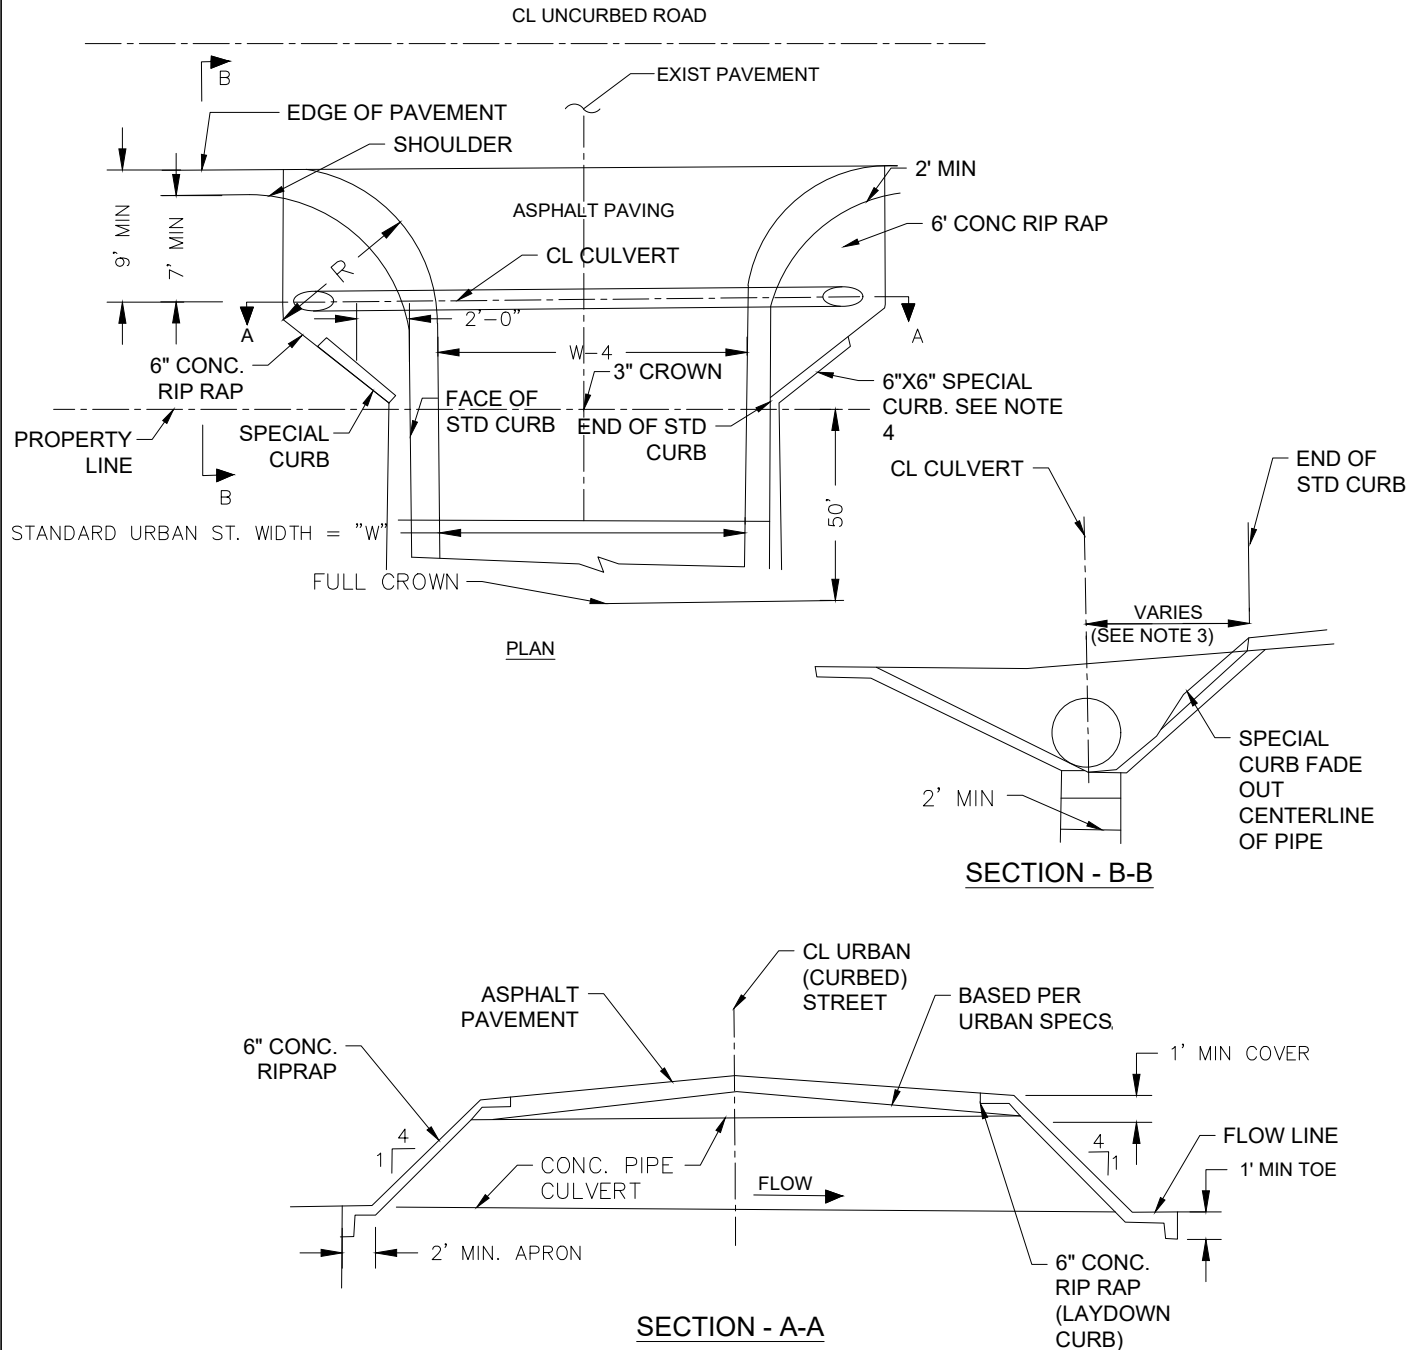 CL UNCURBED ROAD
B
EXIST PAVEMENT
EDGE OF PAVEMENT
SHOULDER
2' MIN
9' MIN
7' MIN
ASPHALT PAVING
6' CONC RIP RAP
CL CULVERT
R
2'-0"
A
A
W-4
6" CONC.
RIP RAP
3" CROWN
6"X6" SPECIAL
CURB. SEE NOTE
4
FACE OF
STD CURB
END OF STD
CURB
PROPERTY
LINE
SPECIAL
CURB
B
50'
STANDARD URBAN ST. WIDTH = "W"
FULL CROWN
PLAN
CL CULVERT
END OF
STD CURB
VARIES
(SEE NOTE 3)
SPECIAL
CURB FADE
OUT
CENTERLINE
OF PIPE
2' MIN
SECTION - B-B
CL URBAN
(CURBED)
STREET
ASPHALT
PAVEMENT
BASED PER
URBAN SPECS
6" CONC.
RIPRAP
1' MIN COVER
4
1
4
1
FLOW LINE
1' MIN TOE
CONC. PIPE
CULVERT
FLOW
2' MIN. APRON
6" CONC.
RIP RAP
(LAYDOWN
CURB)
SECTION - A-A